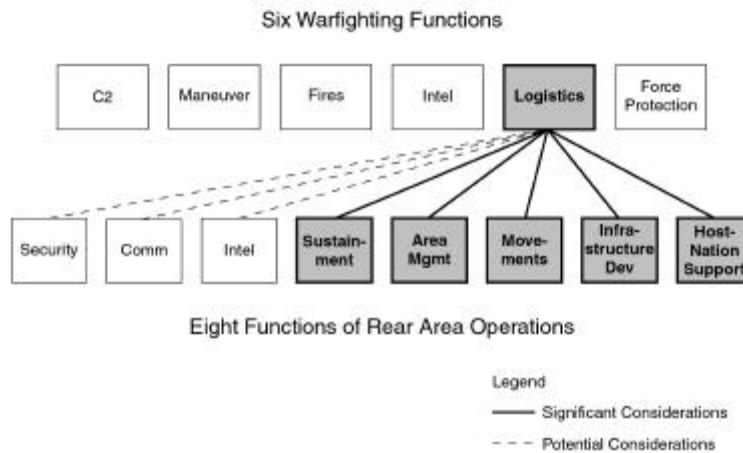 Six Warfighting Functions
C2
Maneuver
Fires
Intel
Logistics
Force
Protection
Security
Comm
Intel
Sustain-
ment
Area
Mgmt
Move-
ments
Infra-
structure
Dev
Host-
Nation
Support
Eight Functions of Rear Area Operations
Legend
Significant Considerations
Potential Considerations